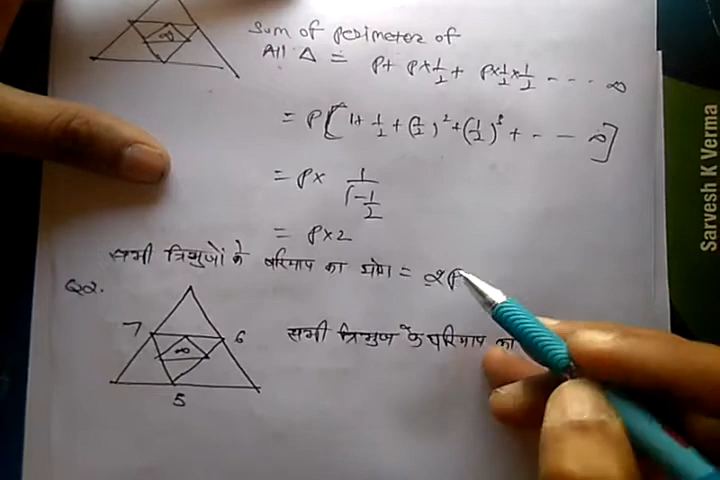 Sum of perimeter of
All Δ = P + P×1/2 + P×1/2×1/2 ---- ∞
= P[1 + 1/2 + (1/2)² + (1/2)³ + --- ∞]
= P× 1/(1-1/2)
= P×2
सभी त्रिभुजों के परिमाप का योग = 2P
Q2.
7 ∞ 6
5
सभी त्रिभुज के परिमाप का
∞
Sarvesh K Verma